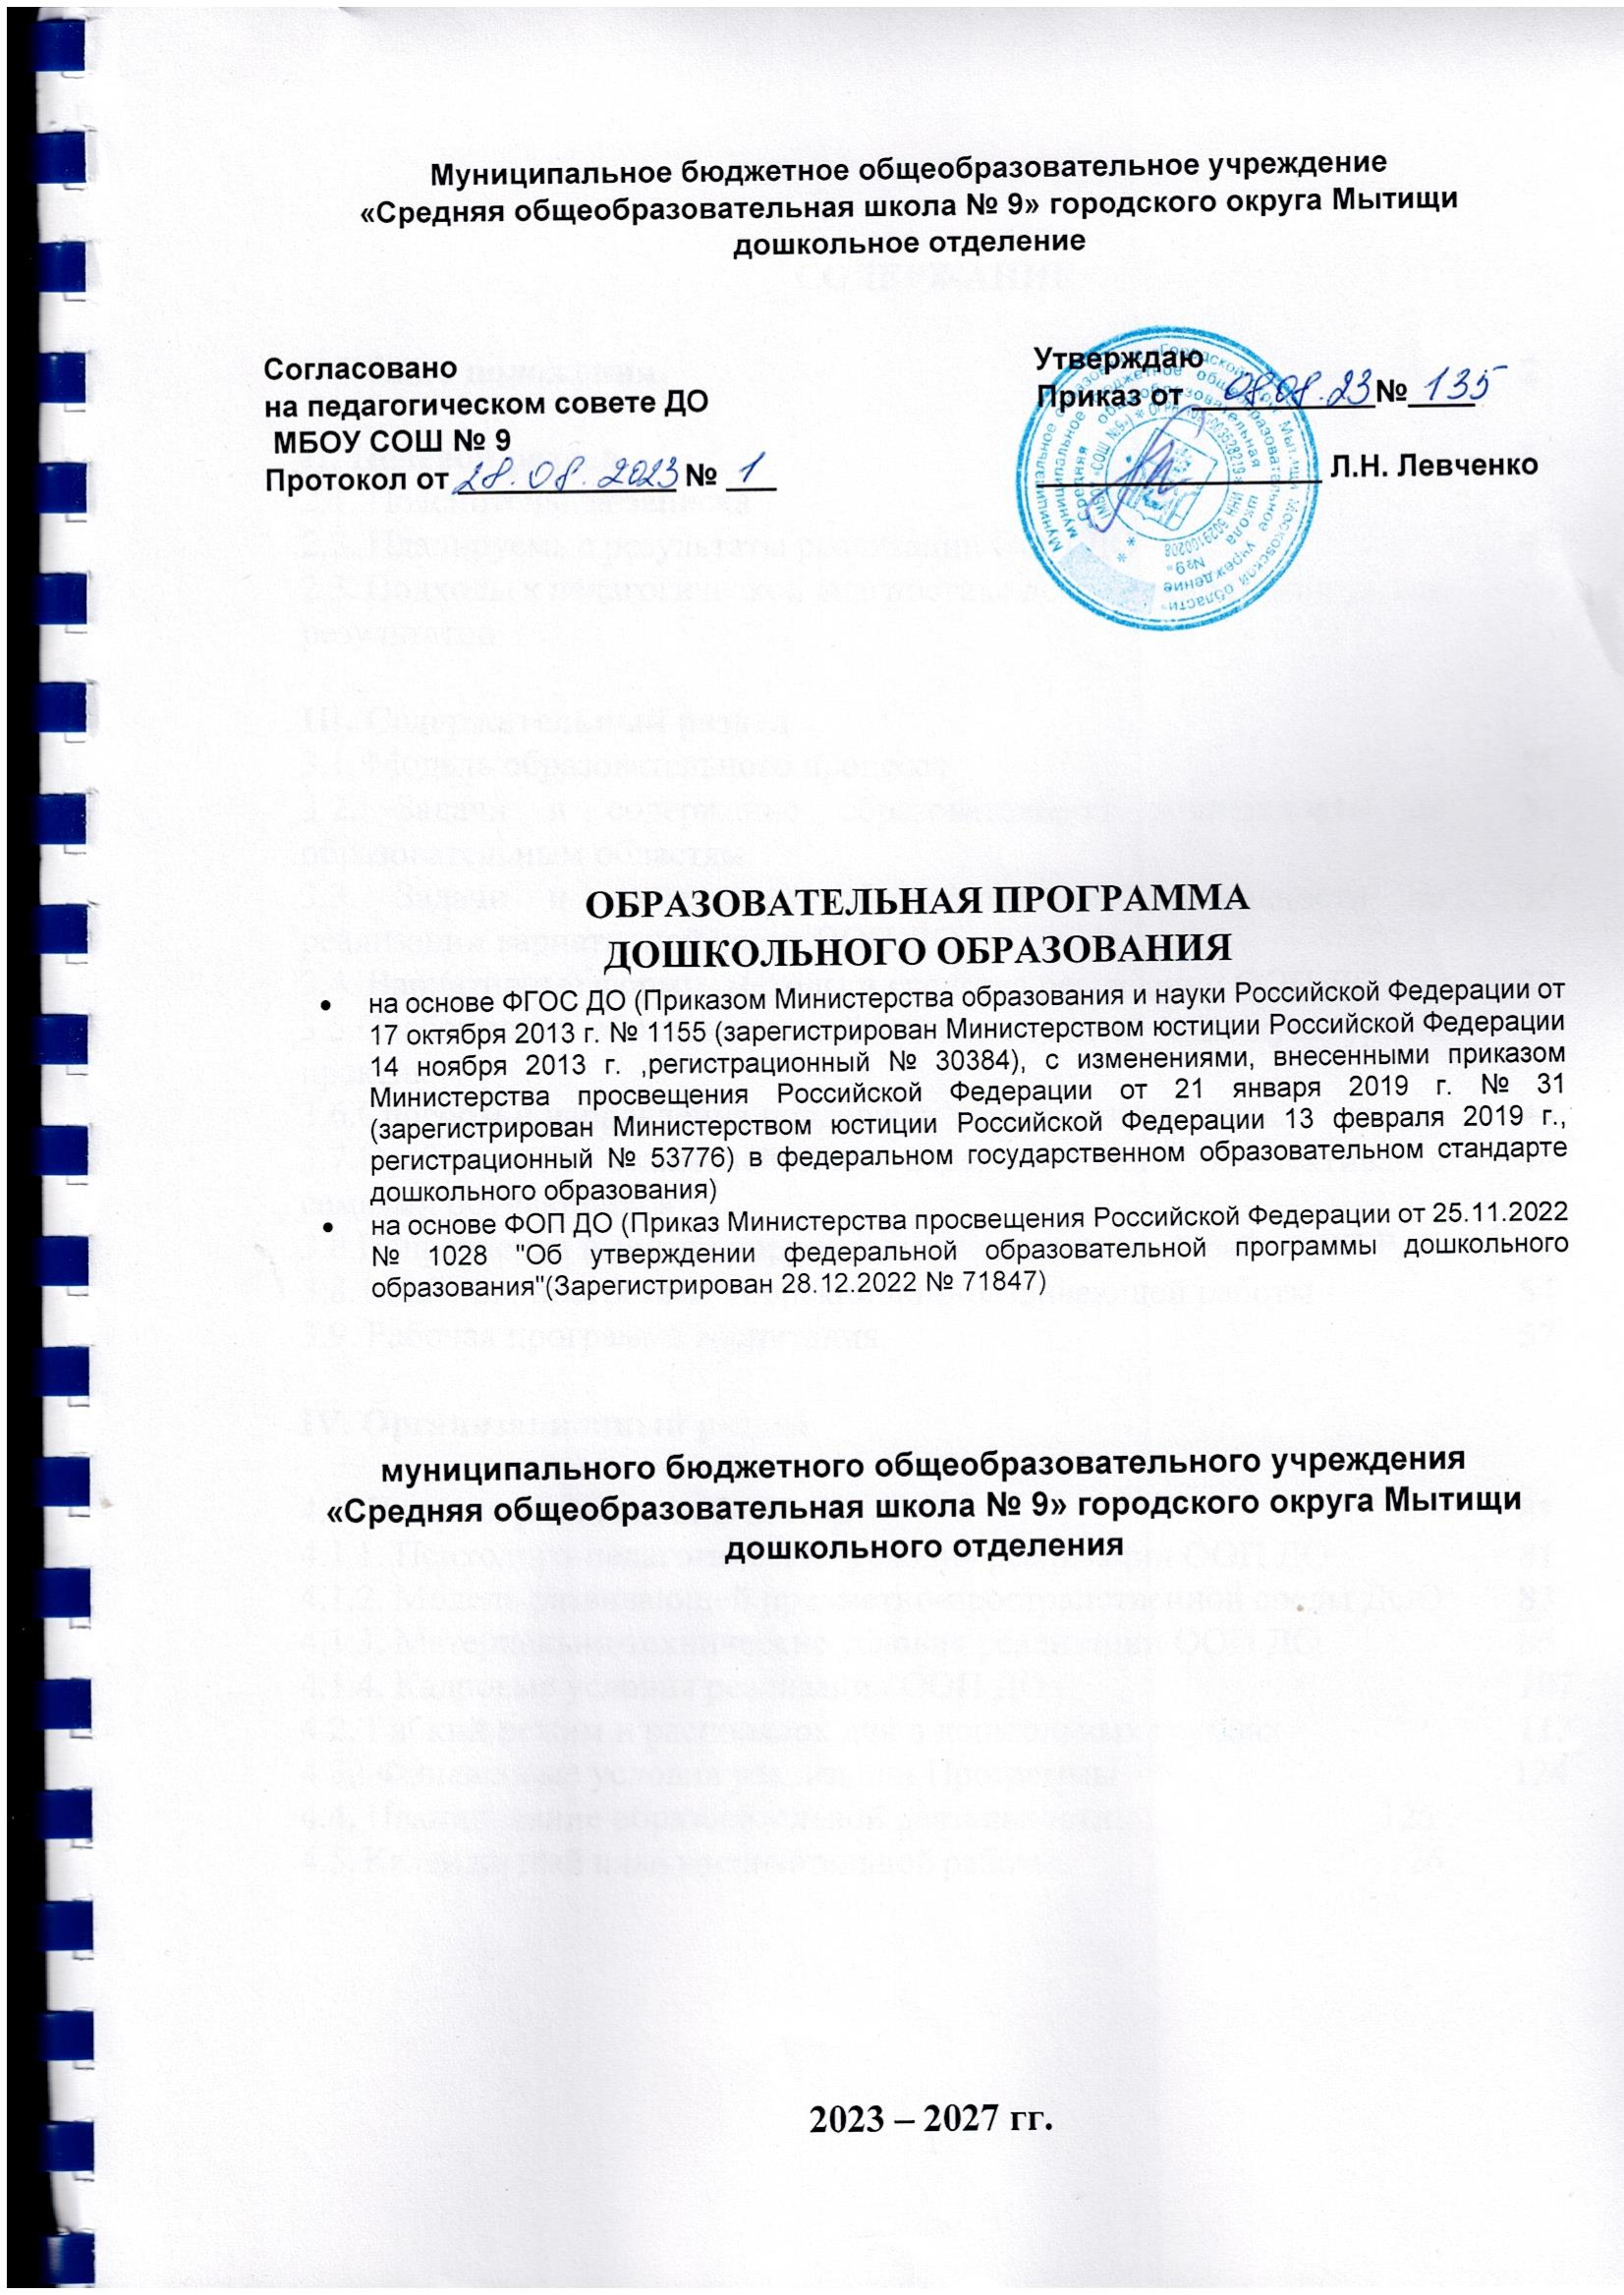 Муниципальное бюджетное общеобразовательное учреждение
«Средняя общеобразовательная школа № 9» городского округа Мытищи
дошкольное отделение
Согласовано
на педагогическом совете ДО
МБОУ СОШ № 9
Протокол от 28.08.2023 № 1
Утверждаю
Приказ от 08.08.23 № 135
Л.Н. Левченко
ОБРАЗОВАТЕЛЬНАЯ ПРОГРАММА
ДОШКОЛЬНОГО ОБРАЗОВАНИЯ
• на основе ФГОС ДО (Приказом Министерства образования и науки Российской Федерации от
17 октября 2013 г. № 1155 (зарегистрирован Министерством юстиции Российской Федерации
14 ноября 2013 г. ,регистрационный № 30384), с изменениями, внесенными приказом
Министерства просвещения Российской Федерации от 21 января 2019 г. № 31
(зарегистрирован Министерством юстиции Российской Федерации 13 февраля 2019 г.,
регистрационный № 53776) в федеральном государственном образовательном стандарте
дошкольного образования)
• на основе ФОП ДО (Приказ Министерства просвещения Российской Федерации от 25.11.2022
№ 1028 "Об утверждении федеральной образовательной программы дошкольного
образования"(Зарегистрирован 28.12.2022 № 71847)
муниципального бюджетного общеобразовательного учреждения
«Средняя общеобразовательная школа № 9» городского округа Мытищи
дошкольного отделения
2023 – 2027 гг.